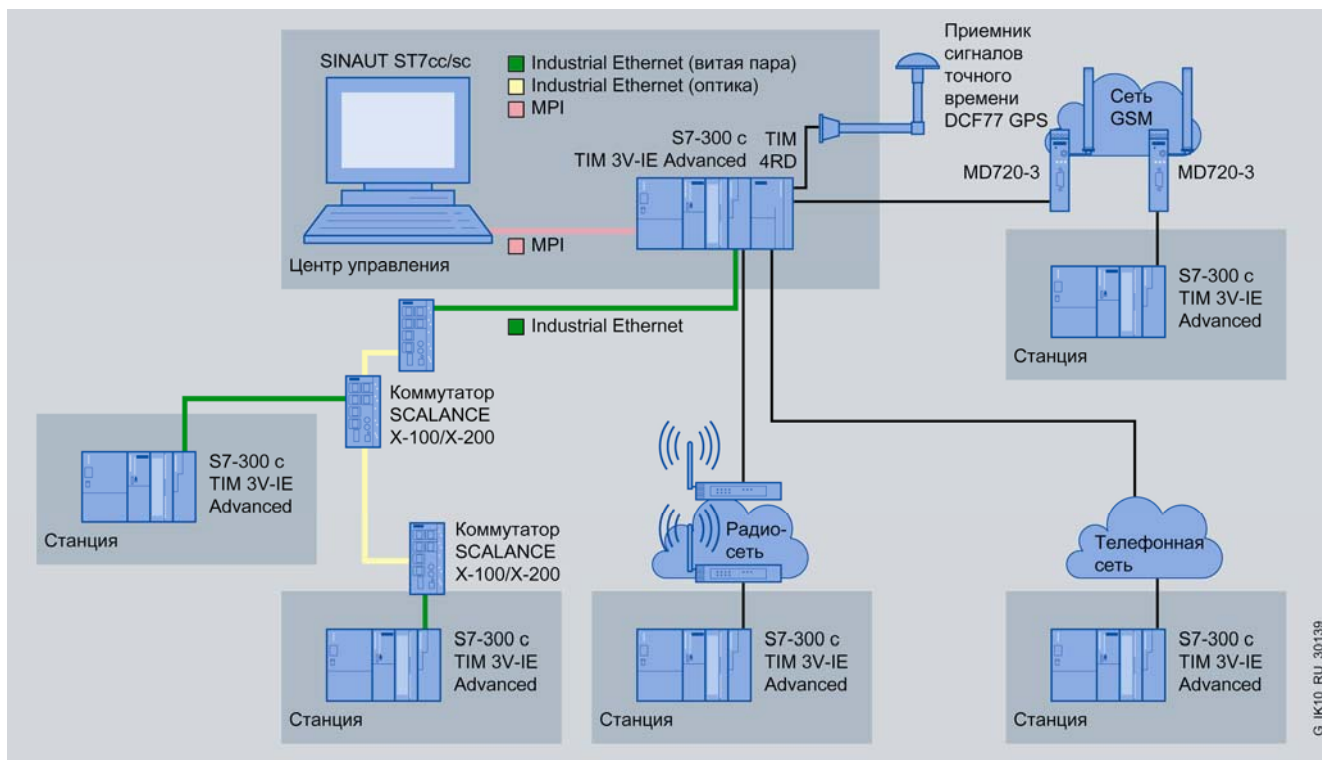 SINAUT ST7cc/sc
Industrial Ethernet (витая пара)
Industrial Ethernet (оптика)
MPI
S7-300 с
TIM 3V-IE Advanced
TIM
4RD
Приемник
сигналов
точного
времени
DCF77 GPS
Сеть
GSM
MD720-3
MD720-3
MPI
Центр управления
Industrial Ethernet
S7-300 с
TIM 3V-IE
Advanced
Станция
Коммутатор
SCALANCE
X-100/X-200
S7-300 с
TIM 3V-IE
Advanced
Станция
Коммутатор
SCALANCE
X-100/X-200
Радио-
сеть
Телефонная
сеть
S7-300 с
TIM 3V-IE
Advanced
Станция
S7-300 с
TIM 3V-IE
Advanced
Станция
S7-300 с
TIM 3V-IE
Advanced
Станция
G_IK10_RU_30139